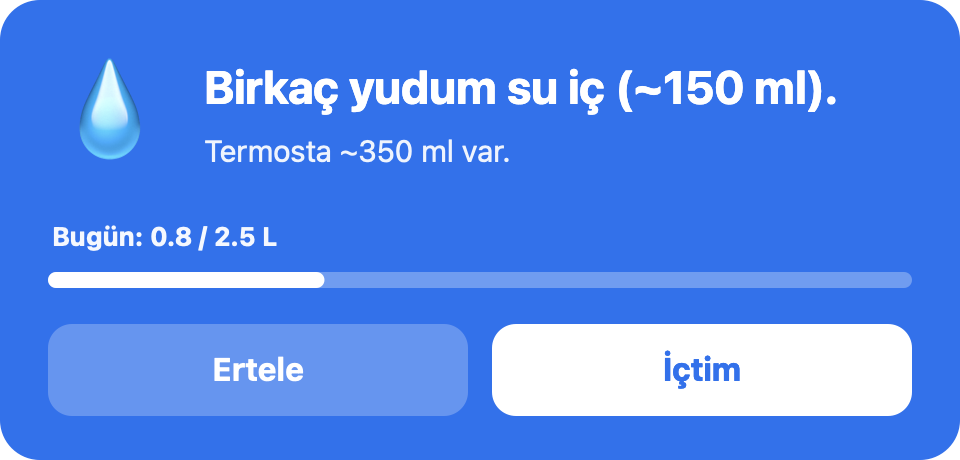 Birkaç yudum su iç (~150 ml).
Termosta ~350 ml var.
Bugün: 0.8 / 2.5 L
Ertele
İçtim